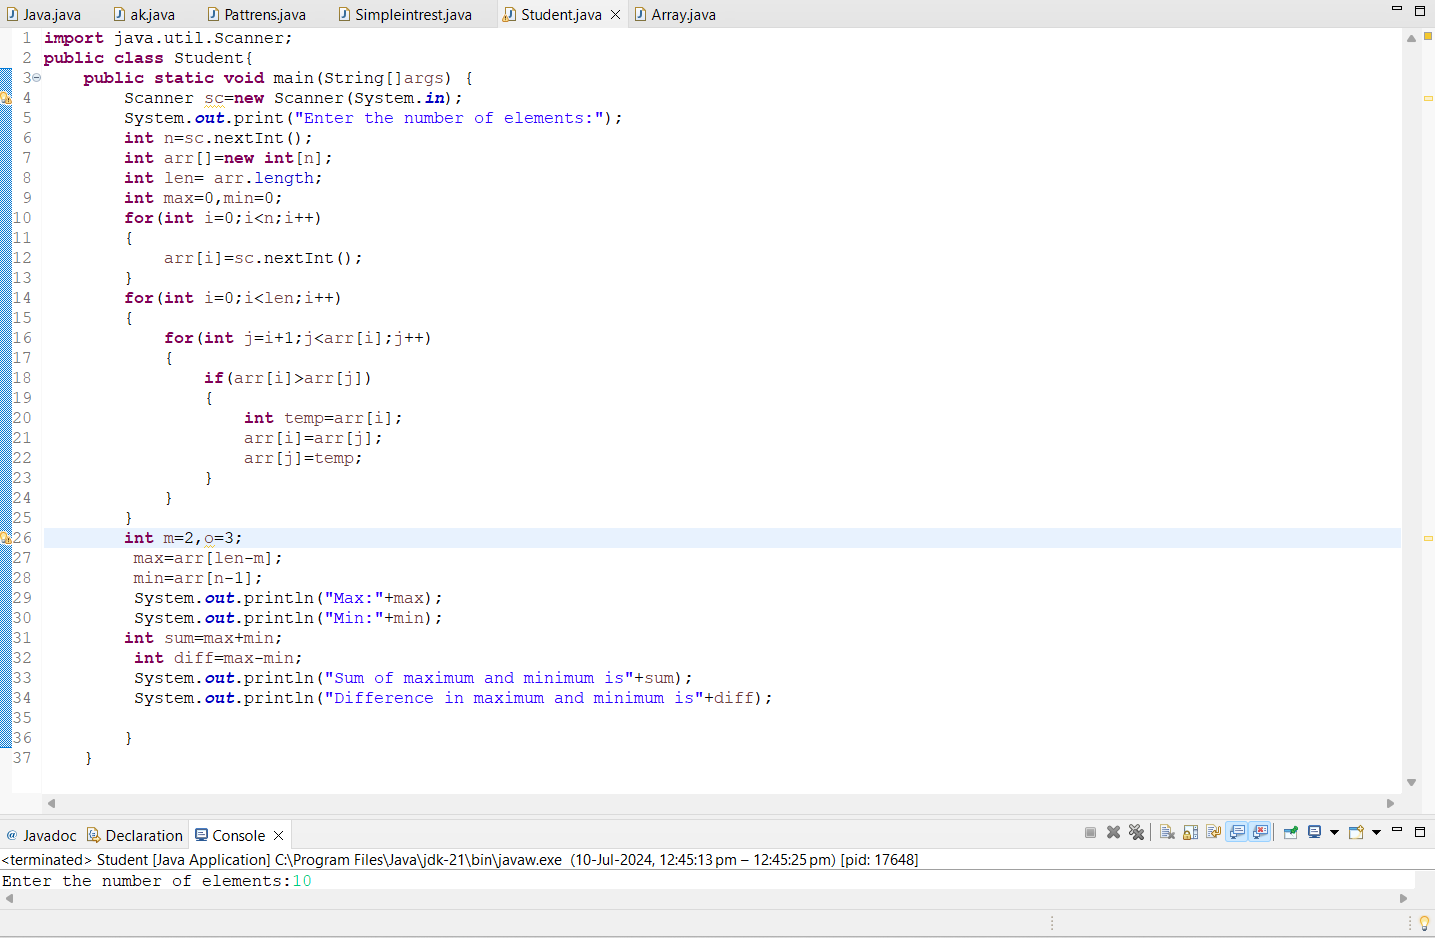 Java.java ak.java Pattrens.java Simpleintrest.java Student.java Array.java
1 import java.util.Scanner;
2 public class Student{
3 public static void main(String[]args) {
4 Scanner sc=new Scanner(System.in);
5 System.out.print("Enter the number of elements:");
6 int n=sc.nextInt();
7 int arr[]=new int[n];
8 int len= arr.length;
9 int max=0,min=0;
10 for(int i=0;i<n;i++)
11 {
12 arr[i]=sc.nextInt();
13 }
14 for(int i=0;i<len;i++)
15 {
16 for(int j=i+1;j<arr[i];j++)
17 {
18 if(arr[i]>arr[j])
19 {
20 int temp=arr[i];
21 arr[i]=arr[j];
22 arr[j]=temp;
23 }
24 }
25 }
26 int m=2,o=3;
27 max=arr[len-m];
28 min=arr[n-1];
29 System.out.println("Max:"+max);
30 System.out.println("Min:"+min);
31 int sum=max+min;
32 int diff=max-min;
33 System.out.println("Sum of maximum and minimum is"+sum);
34 System.out.println("Difference in maximum and minimum is"+diff);
35
36 }
37 }
@ Javadoc Declaration Console
<terminated> Student [Java Application] C:\Program Files\Java\jdk-21\bin\javaw.exe (10-Jul-2024, 12:45:13 pm – 12:45:25 pm) [pid: 17648]
Enter the number of elements:10